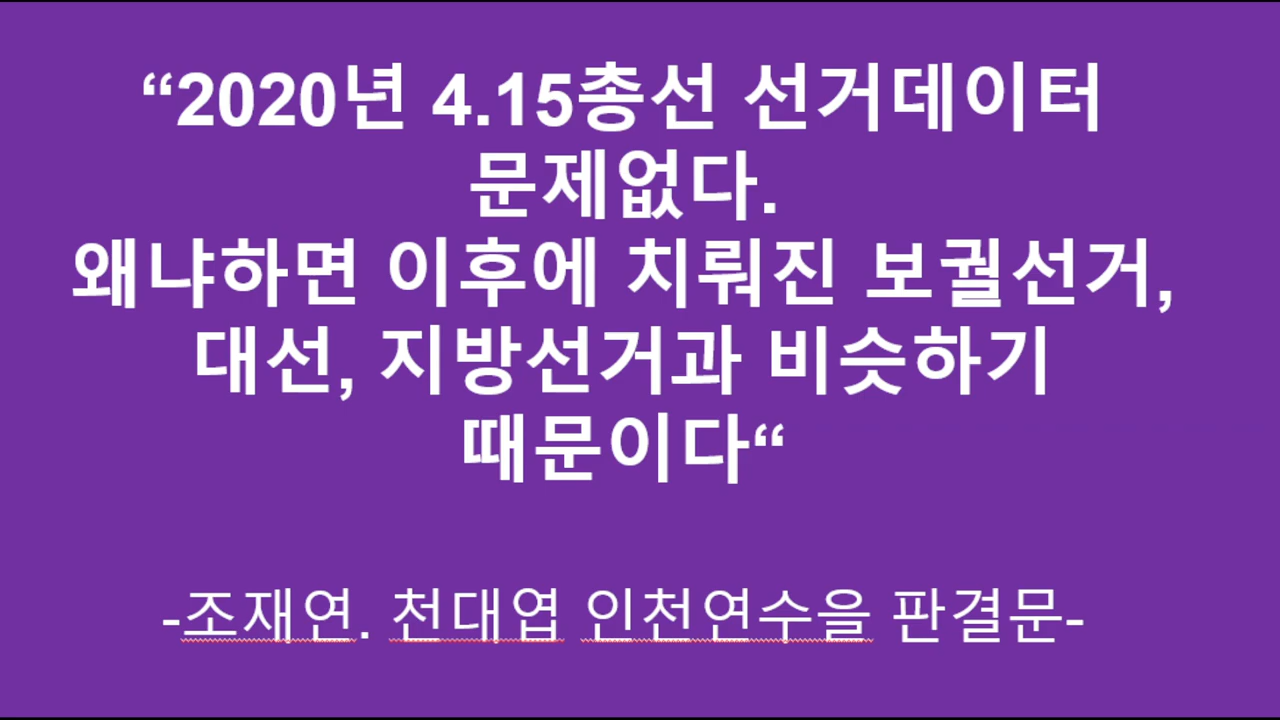 “2020년 4.15총선 선거데이터
문제없다.
왜냐하면 이후에 치뤄진 보궐선거,
대선, 지방선거과 비슷하기
때문이다“
-조재연. 천대엽 인천연수을 판결문-